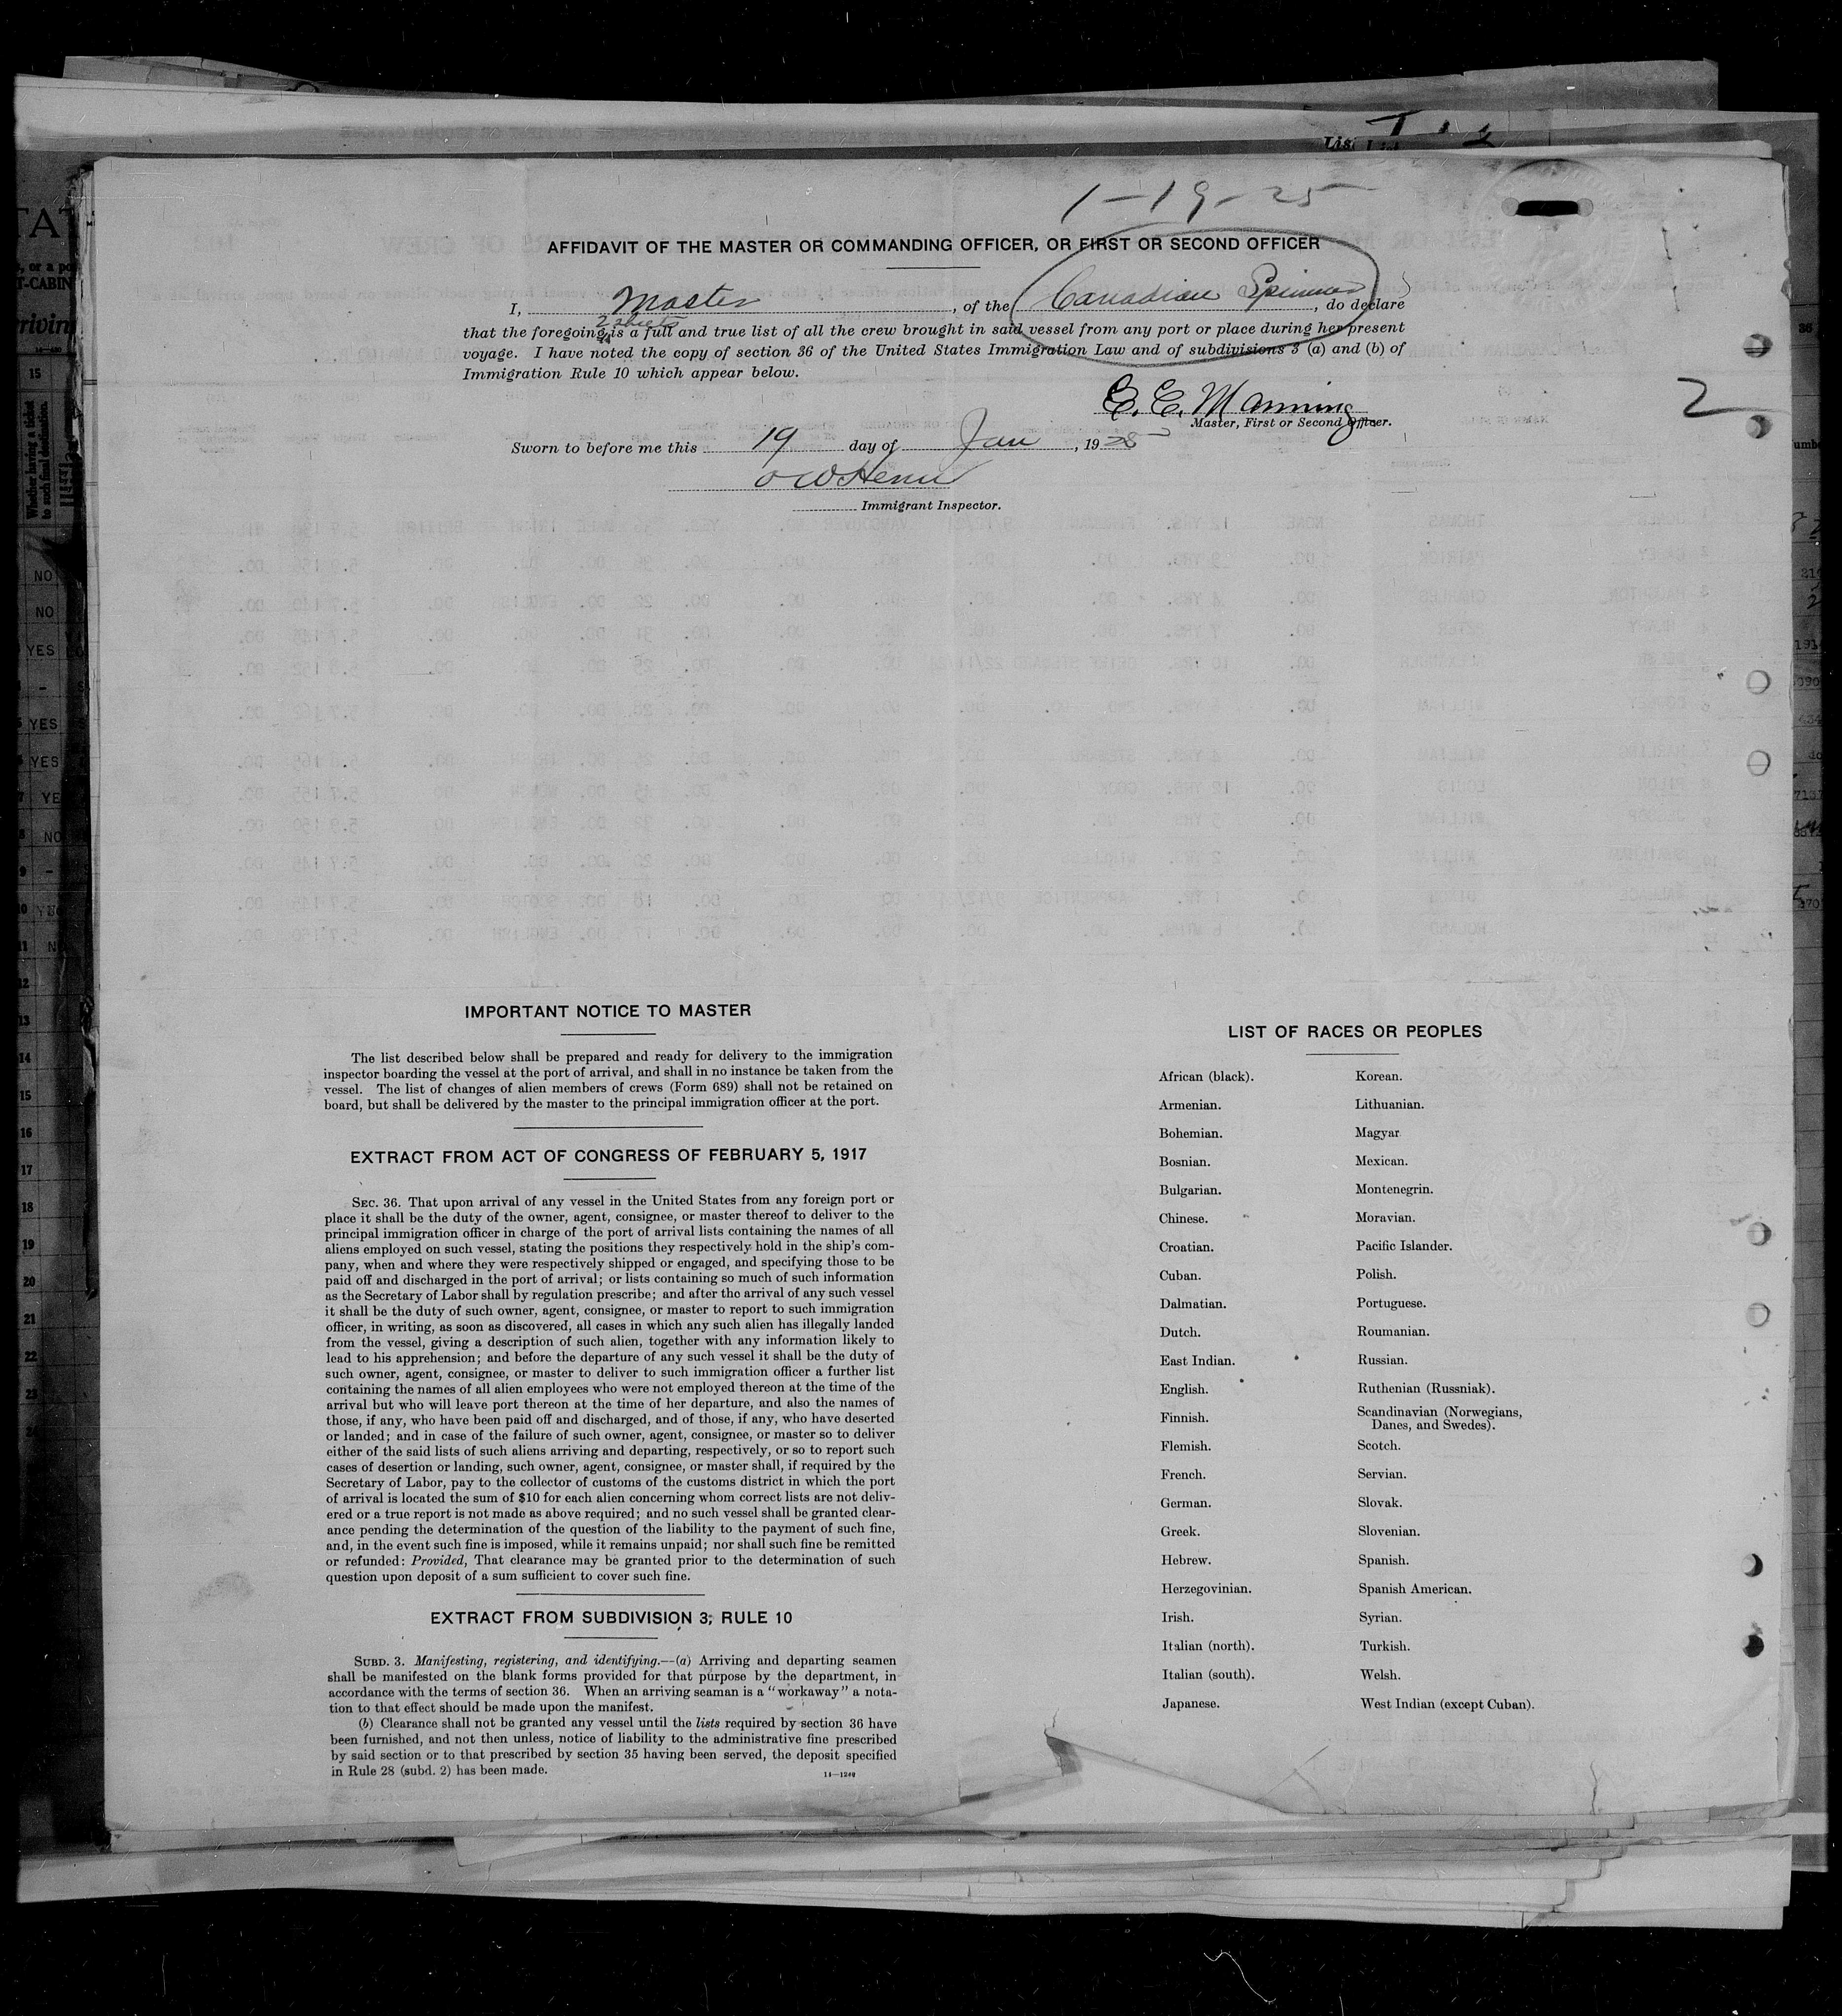 1-19-25
AFFIDAVIT OF THE MASTER OR COMMANDING OFFICER, OR FIRST OR SECOND OFFICER
I, Master, of the Canadian Spinner, do declare
2 sheets
that the foregoing is a full and true list of all the crew brought in said vessel from any port or place during her present
voyage. I have noted the copy of section 36 of the United States Immigration Law and of subdivisions 3 (a) and (b) of
Immigration Rule 10 which appear below.
E. C. Manning
Master, First or Second Officer.
2
Sworn to before me this 19 day of Jan, 1925
Immigrant Inspector.
IMPORTANT NOTICE TO MASTER
The list described below shall be prepared and ready for delivery to the immigration
inspector boarding the vessel at the port of arrival, and shall in no instance be taken from the
vessel. The list of changes of alien members of crews (Form 689) shall not be retained on
board, but shall be delivered by the master to the principal immigration officer at the port.
EXTRACT FROM ACT OF CONGRESS OF FEBRUARY 5, 1917
SEC. 36. That upon arrival of any vessel in the United States from any foreign port or
place it shall be the duty of the owner, agent, consignee, or master thereof to deliver to the
principal immigration officer in charge of the port of arrival lists containing the names of all
aliens employed on such vessel, stating the positions they respectively hold in the ship's com-
pany, when and where they were respectively shipped or engaged, and specifying those to be
paid off and discharged in the port of arrival; or lists containing so much of such information
as the Secretary of Labor shall by regulation prescribe; and after the arrival of any such vessel
it shall be the duty of such owner, agent, consignee, or master to report to such immigration
officer, in writing, as soon as discovered, all cases in which any such alien has illegally landed
from the vessel, giving a description of such alien, together with any information likely to
lead to his apprehension; and before the departure of any such vessel it shall be the duty of
such owner, agent, consignee, or master to deliver to such immigration officer a further list
containing the names of all alien employees who were not employed thereon at the time of the
arrival but who will leave port thereon at the time of her departure, and also the names of
those, if any, who have been paid off and discharged, and of those, if any, who have deserted
or landed; and in case of the failure of such owner, agent, consignee, or master so to deliver
either of the said lists of such aliens arriving and departing, respectively, or so to report such
cases of desertion or landing, such owner, agent, consignee, or master shall, if required by the
Secretary of Labor, pay to the collector of customs of the customs district in which the port
of arrival is located the sum of $10 for each alien concerning whom correct lists are not deliv-
ered or a true report is not made as above required; and no such vessel shall be granted clear-
ance pending the determination of the question of the liability to the payment of such fine,
and, in the event such fine is imposed, while it remains unpaid; nor shall such fine be remitted
or refunded: Provided, That clearance may be granted prior to the determination of such
question upon deposit of a sum sufficient to cover such fine.
EXTRACT FROM SUBDIVISION 3, RULE 10
SUBD. 3. Manifesting, registering, and identifying.—(a) Arriving and departing seamen
shall be manifested on the blank forms provided for that purpose by the department, in
accordance with the terms of section 36. When an arriving seaman is a "workaway" a nota-
tion to that effect should be made upon the manifest.
(b) Clearance shall not be granted any vessel until the lists required by section 36 have
been furnished, and not then unless, notice of liability to the administrative fine prescribed
by said section or to that prescribed by section 35 having been served, the deposit specified
in Rule 28 (subd. 2) has been made.
14—1240
LIST OF RACES OR PEOPLES
African (black). Korean.
Armenian. Lithuanian.
Bohemian. Magyar
Bosnian. Mexican.
Bulgarian. Montenegrin.
Chinese. Moravian.
Croatian. Pacific Islander.
Cuban. Polish.
Dalmatian. Portuguese.
Dutch. Roumanian.
East Indian. Russian.
English. Ruthenian (Russniak).
Finnish. Scandinavian (Norwegians,
Danes, and Swedes).
Flemish. Scotch.
French. Servian.
German. Slovak.
Greek. Slovenian.
Hebrew. Spanish.
Herzegovinian. Spanish American.
Irish. Syrian.
Italian (north). Turkish.
Italian (south). Welsh.
Japanese. West Indian (except Cuban).